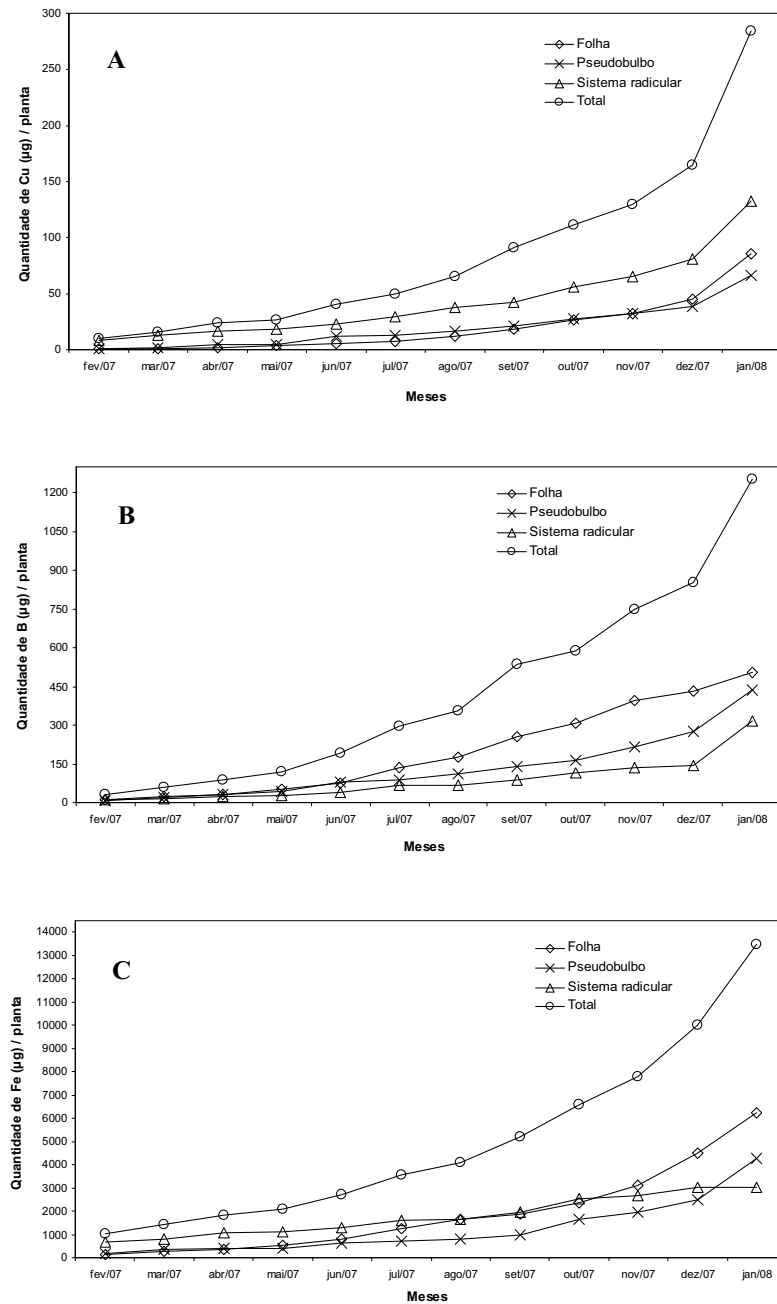 A
Folha
Pseudobulbo
Sistema radicular
Total
Quantidade de Cu (µg) / planta
300
250
200
150
100
50
0
fev/07 mar/07 abr/07 mai/07 jun/07 jul/07 ago/07 set/07 out/07 nov/07 dez/07 jan/08
Meses
B
Folha
Pseudobulbo
Sistema radicular
Total
Quantidade de B (µg) / planta
1200
1050
900
750
600
450
300
150
0
fev/07 mar/07 abr/07 mai/07 jun/07 jul/07 ago/07 set/07 out/07 nov/07 dez/07 jan/08
Meses
C
Folha
Pseudobulbo
Sistema radicular
Total
Quantidade de Fe (µg) / planta
14000
13000
12000
11000
10000
9000
8000
7000
6000
5000
4000
3000
2000
1000
0
fev/07 mar/07 abr/07 mai/07 jun/07 jul/07 ago/07 set/07 out/07 nov/07 dez/07 jan/08
Meses